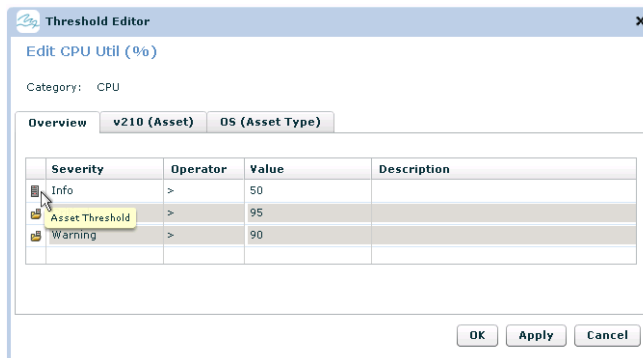 Threshold Editor
Edit CPU Util (%)
Category: CPU
Overview v210 (Asset) OS (Asset Type)
Severity Operator Value Description
Info > 50
Asset Threshold > 95
Warning > 90
OK Apply Cancel